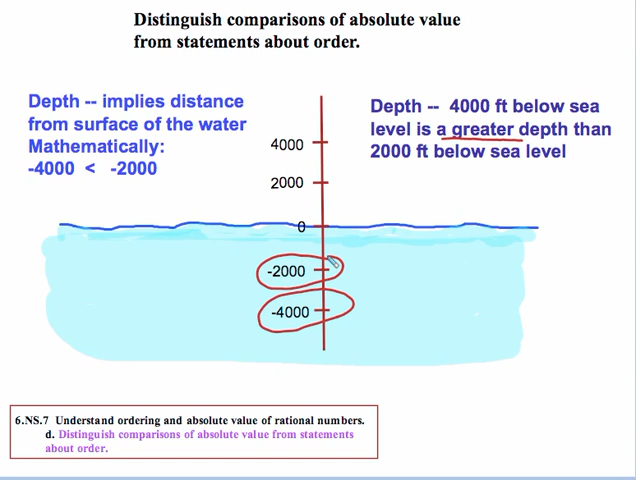 Distinguish comparisons of absolute value
from statements about order.
Depth -- implies distance
from surface of the water
Mathematically:
-4000 < -2000
Depth -- 4000 ft below sea
level is a greater depth than
2000 ft below sea level
4000
2000
0
-2000
-4000
6.NS.7 Understand ordering and absolute value of rational numbers.
d. Distinguish comparisons of absolute value from statements
about order.